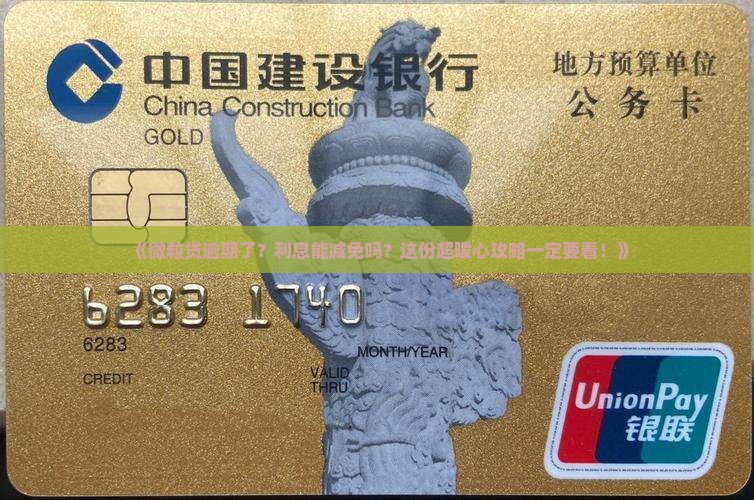 中国建设银行
China Construction Bank
GOLD
地方预算单位
公务卡
《微粒贷逾期了？利息能减免吗？这份超暖心攻略一定要看！》
6283 1740
6283
MONTH/YEAR
CREDIT
VALID
THRU
UnionPay
银联